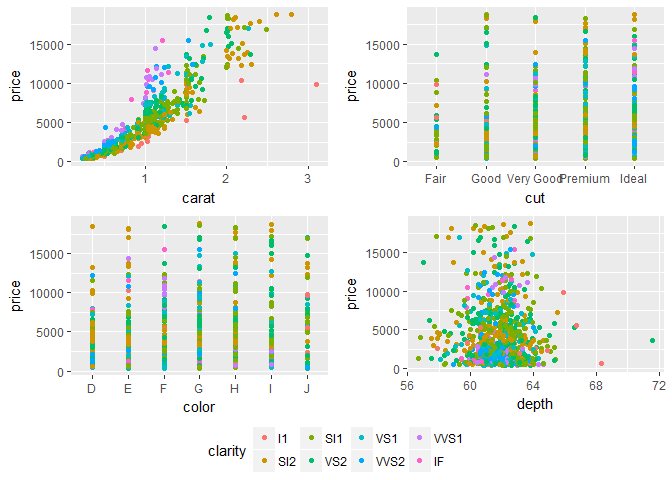 price
15000
10000
5000
0
1
2
3
carat
price
15000
10000
5000
0
Fair
Good
Very Good
Premium
Ideal
cut
price
15000
10000
5000
0
D
E
F
G
H
I
J
color
price
15000
10000
5000
0
56
60
64
68
72
depth
clarity
I1
SI1
VS1
VVS1
SI2
VS2
VVS2
IF